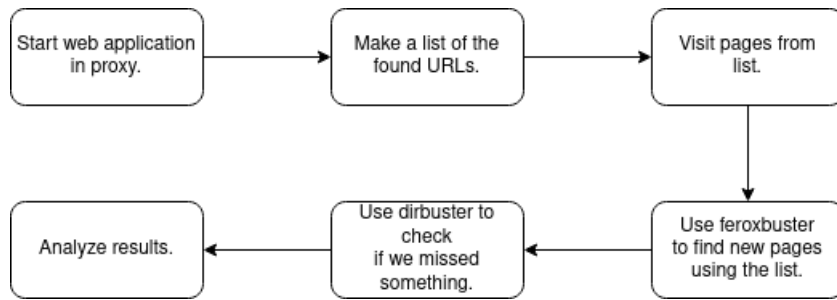 Start web application
in proxy.
Make a list of the
found URLs.
Visit pages from
list.
Use feroxbuster
to find new pages
using the list.
Use dirbuster to
check
if we missed
something.
Analyze results.